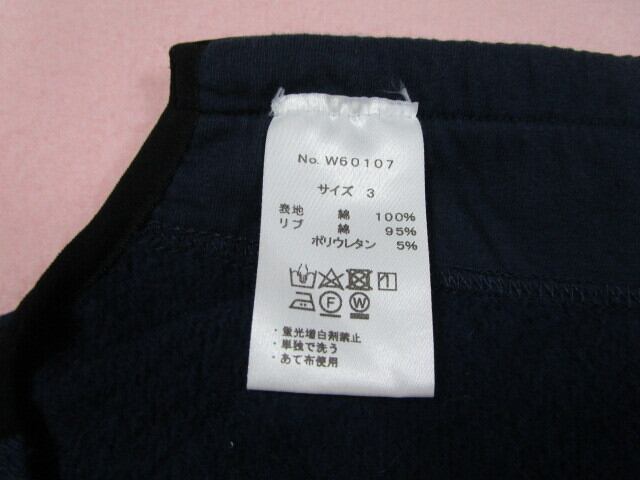 No. W60107
サイズ 3
表地 綿 100%
リブ 綿 95%
ポリウレタン 5%
F W
・蛍光増白剤禁止
・単独で洗う
・あて布使用